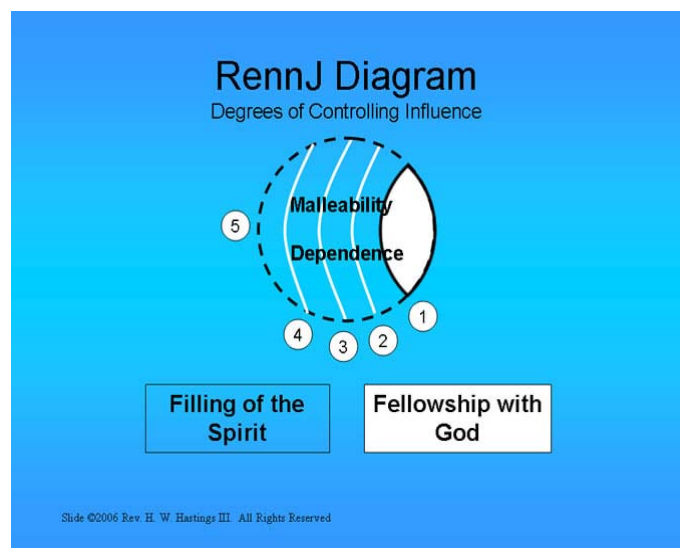 RennJ Diagram
Degrees of Controlling Influence
Malleability
5
Dependence
1
4
3
2
Filling of the
Spirit
Fellowship with
God
Slide ©2006 Rev. H. W. Hastings III. All Rights Reserved